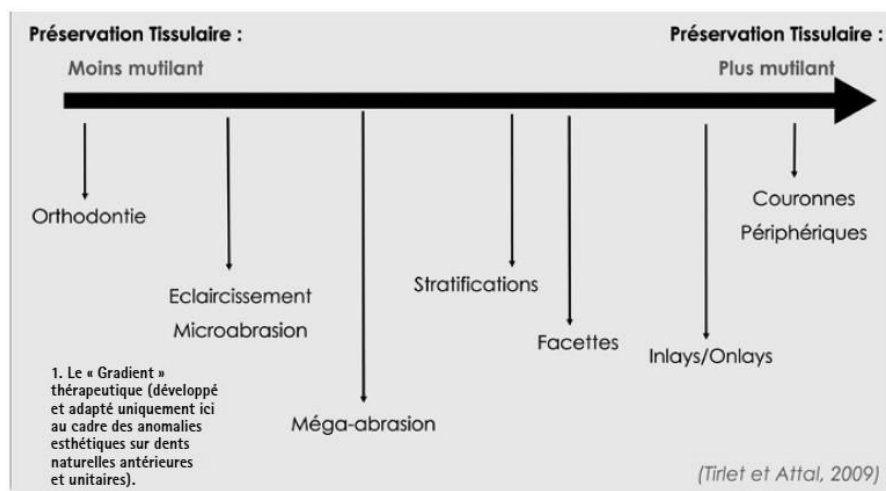 Préservation Tissulaire :
Moins mutilant
Préservation Tissulaire :
Plus mutilant
Orthodontie
Eclaircissement
Microabrasion
Méga-abrasion
Stratifications
Facettes
Inlays/Onlays
Couronnes
Périphériques
1. Le « Gradient »
thérapeutique (développé
et adapté uniquement ici
au cadre des anomalies
esthétiques sur dents
naturelles antérieures
et unitaires).
(Tirlet et Attal, 2009)